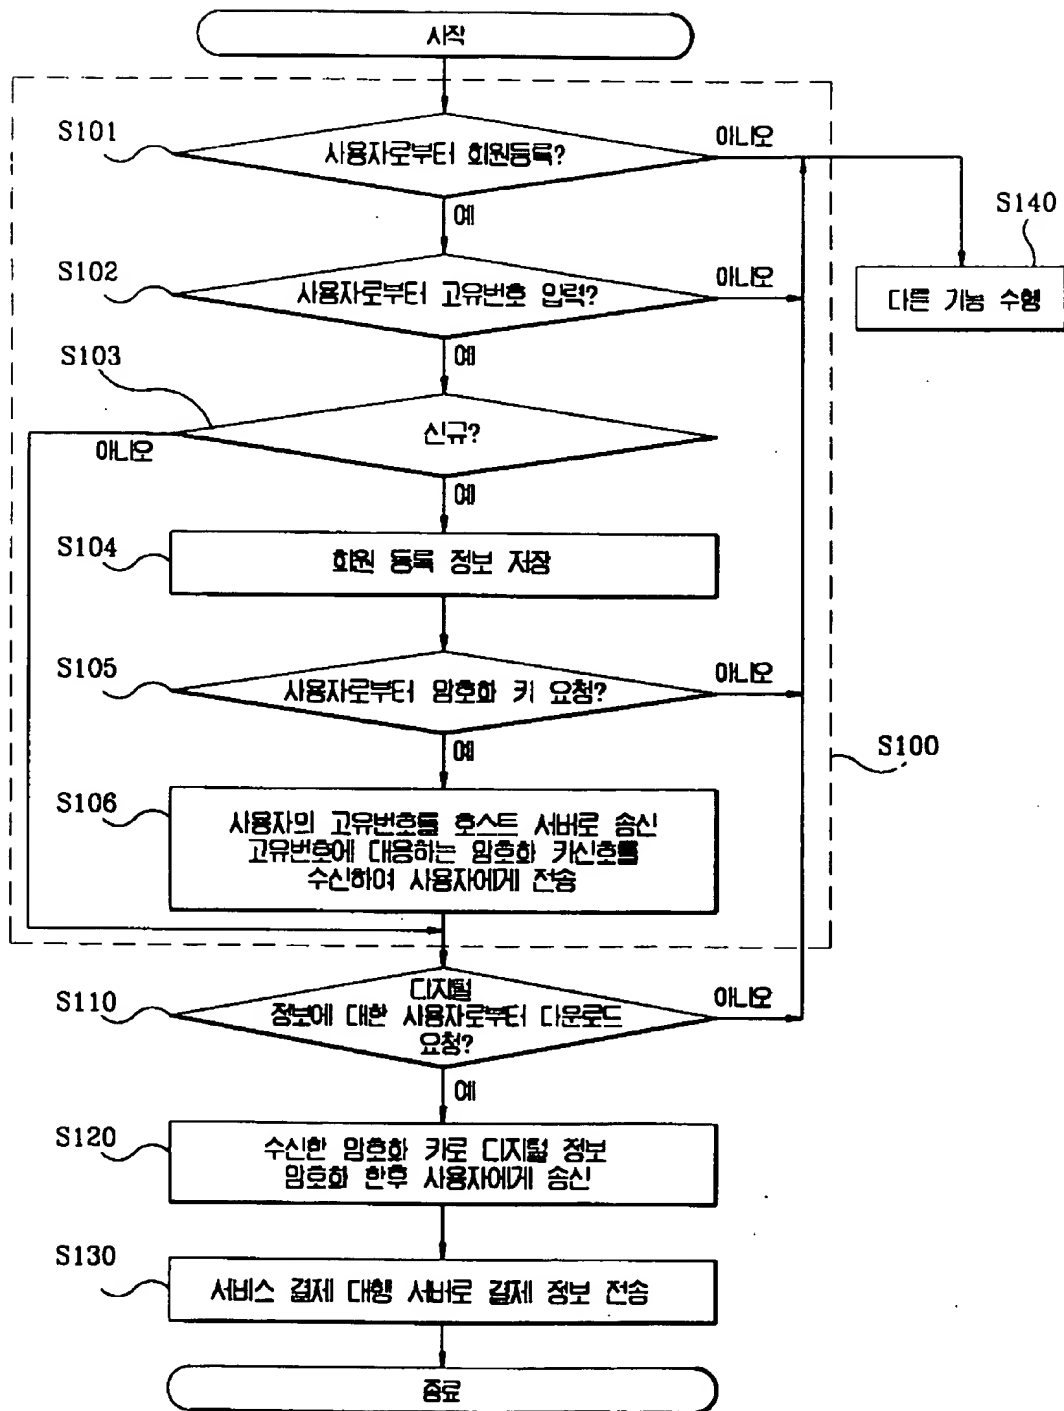 시작
S101
사용자로부터 회원등록?
아니오
예
S140
다른 기능 수행
S102
사용자로부터 고유번호 입력?
아니오
예
S103
신규?
아니오
예
S104
회원 등록 정보 저장
S105
사용자로부터 암호화 키 요청?
아니오
예
S100
S106
사용자의 고유번호를 호스트 서버로 송신
고유번호에 대응하는 암호화 키신호를
수신하여 사용자에게 전송
S110
디지털
정보에 대한 사용자로부터 다운로드
요청?
아니오
예
S120
수신한 암호화 키로 디지털 정보
암호화 한후 사용자에게 송신
S130
서비스 결제 대행 서버로 결제 정보 전송
종료